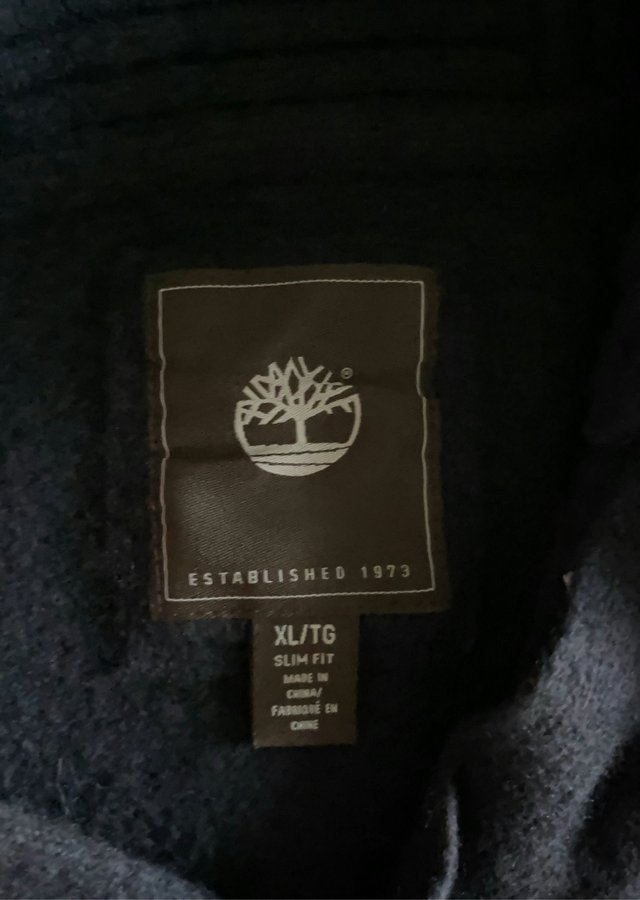 ®
ESTABLISHED 1973
XL/TG
SLIM FIT
MADE IN
CHINA/
FABRIQUÉ EN
CHINE